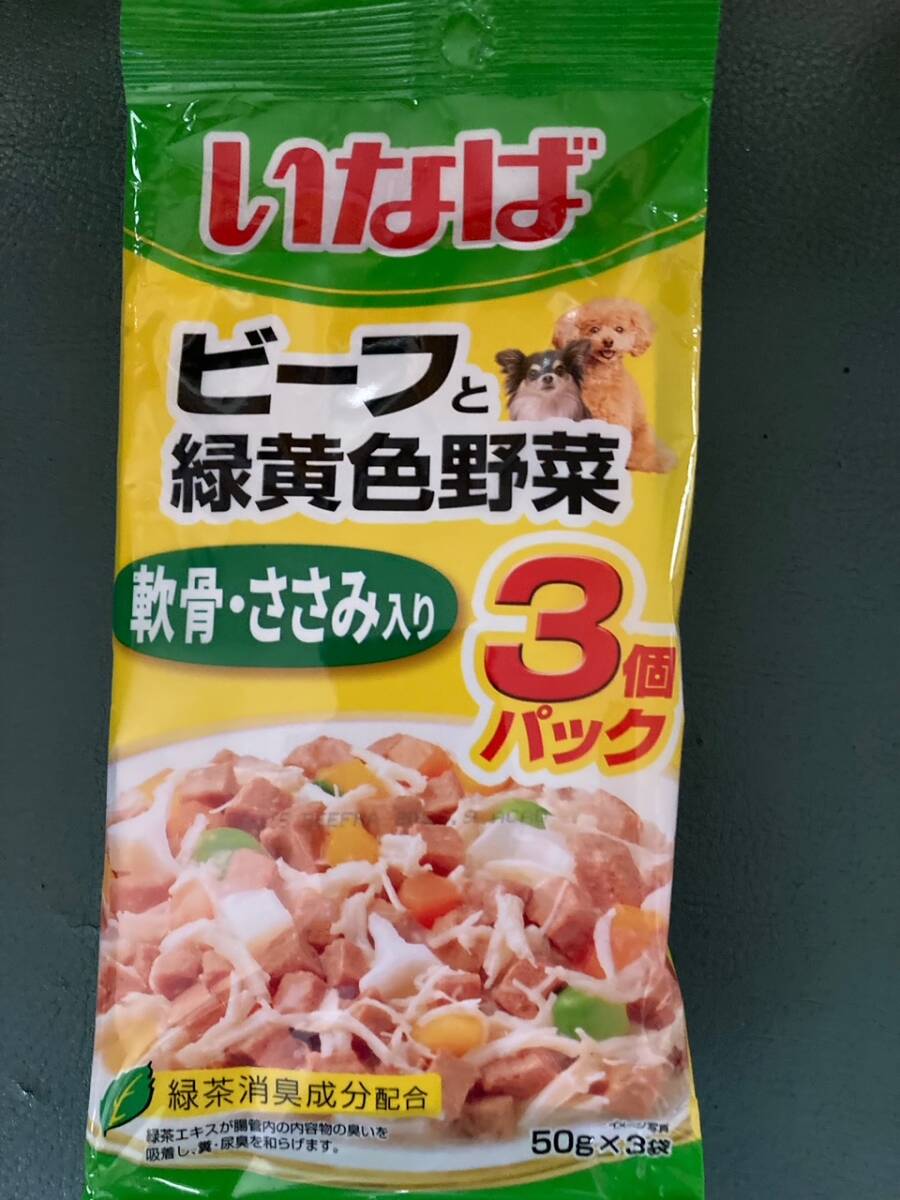 いなば
ビーフと
緑黄色野菜
軟骨・ささみ入り
3個
パック
緑茶消臭成分配合
緑茶エキスが腸管内の内容物の臭いを
吸着し、糞・尿臭を和らげます。
イメージ写真
50g×3袋